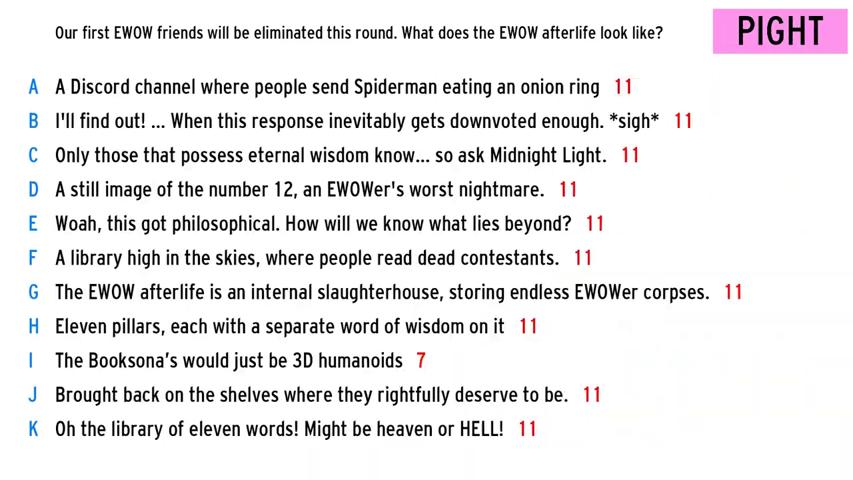 Our first EWOW friends will be eliminated this round. What does the EWOW afterlife look like?
PIGHT
A A Discord channel where people send Spiderman eating an onion ring 11
B I'll find out! ... When this response inevitably gets downvoted enough. *sigh* 11
C Only those that possess eternal wisdom know... so ask Midnight Light. 11
D A still image of the number 12, an EWOWer's worst nightmare. 11
E Woah, this got philosophical. How will we know what lies beyond? 11
F A library high in the skies, where people read dead contestants. 11
G The EWOW afterlife is an internal slaughterhouse, storing endless EWOWer corpses. 11
H Eleven pillars, each with a separate word of wisdom on it 11
I The Booksona's would just be 3D humanoids 7
J Brought back on the shelves where they rightfully deserve to be. 11
K Oh the library of eleven words! Might be heaven or HELL! 11